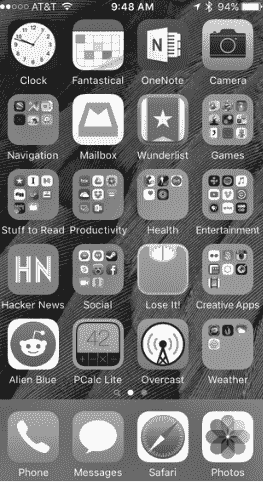 AT&T 9:48 AM 94%
Clock Fantastical OneNote Camera
Navigation Mailbox Wunderlist Games
Stuff to Read Productivity Health Entertainment
HN
Hacker News Social Lose It! Creative Apps
42
Alien Blue PCalc Lite Overcast Weather
Phone Messages Safari Photos